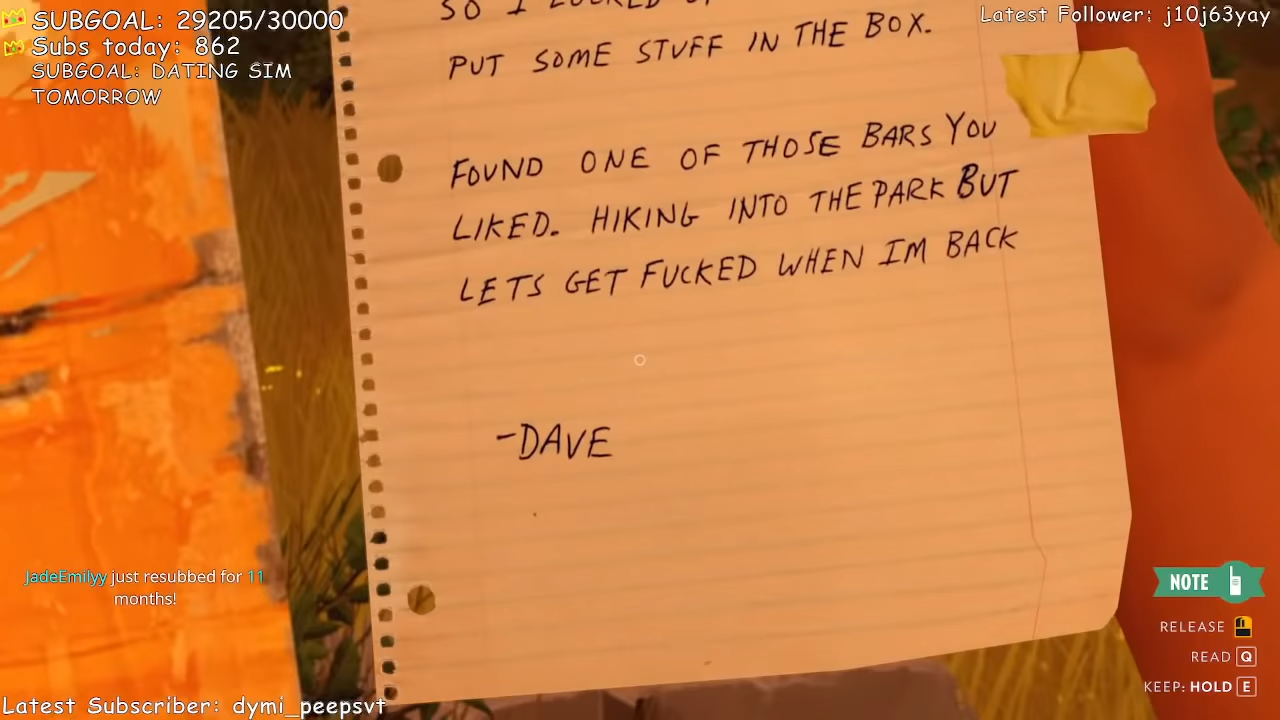 SUBGOAL: 29205/30000
Subs today: 862
SUBGOAL: DATING SIM
TOMORROW
Latest Follower: j10j63yay
SO I
PUT SOME STUFF IN THE BOX.
FOUND ONE OF THOSE BARS YOU
LIKED. HIKING INTO THE PARK BUT
LETS GET FUCKED WHEN IM BACK
-DAVE
JadeEmilyy just resubbed for 11
months!
NOTE
RELEASE
READ Q
KEEP: HOLD E
Latest Subscriber: dymi_peepsvt